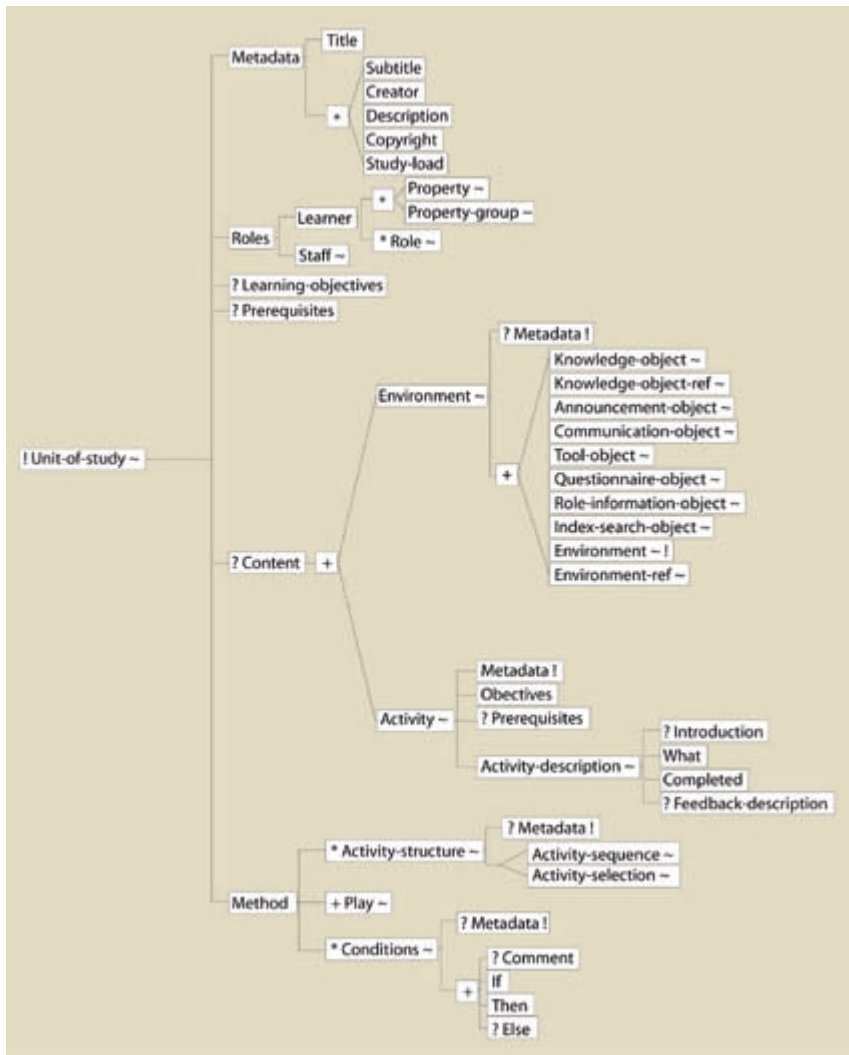 Title
Metadata
Subtitle
Creator
*
Description
Copyright
Study-load
Property ~
*
Property-group ~
Learner
Roles
* Role ~
Staff ~
? Learning-objectives
? Prerequisites
? Metadata !
Knowledge-object ~
Environment ~
Knowledge-object-ref ~
Announcement-object ~
Communication-object ~
! Unit-of-study ~
Tool-object ~
+
Questionnaire-object ~
Role-information-object ~
Index-search-object ~
Environment ~ !
? Content
+
Environment-ref ~
Metadata !
Obectives
Activity ~
? Prerequisites
? Introduction
What
Activity-description ~
Completed
? Feedback-description
? Metadata !
* Activity-structure ~
Activity-sequence ~
Activity-selection ~
Method
+ Play ~
? Metadata !
* Conditions ~
? Comment
If
+
Then
? Else